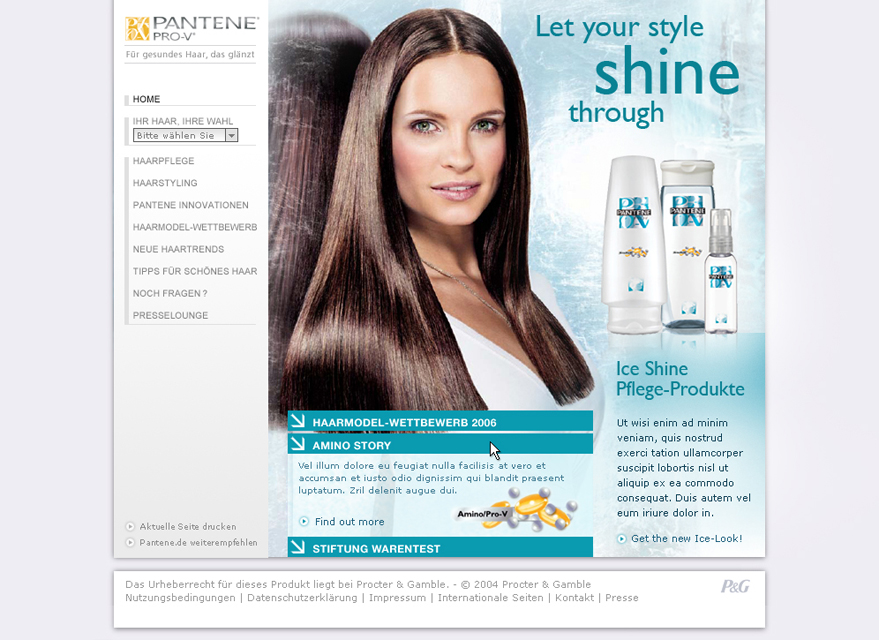 PANTENE
PRO-V
Für gesundes Haar, das glänzt
HOME
IHR HAAR, IHRE WAHL
Bitte wählen Sie
HAARPFLEGE
HAARSTYLING
PANTENE INNOVATIONEN
HAARMODEL-WETTBEWERB
NEUE HAARTRENDS
TIPPS FÜR SCHÖNES HAAR
NOCH FRAGEN ?
PRESSELOUNGE
Aktuelle Seite drucken
Pantene.de weiterempfehlen
Let your style
shine
through
PANTENE
PANTENE
PANTENE
HAARMODEL-WETTBEWERB 2006
AMINO STORY
Vel illum dolore eu feugiat nulla facilisis at vero et
accumsan et iusto odio dignissim qui blandit praesent
luptatum. Zril delenit augue dui.
Amino/Pro-V
Find out more
STIFTUNG WARENTEST
Ice Shine
Pflege-Produkte
Ut wisi enim ad minim
veniam, quis nostrud
exerci tation ullamcorper
suscipit lobortis nisl ut
aliquip ex ea commodo
consequat. Duis autem vel
eum iriure dolor in.
Get the new Ice-Look!
Das Urheberrecht für dieses Produkt liegt bei Procter & Gamble. - © 2004 Procter & Gamble
Nutzungsbedingungen | Datenschutzerklärung | Impressum | Internationale Seiten | Kontakt | Presse
P&G